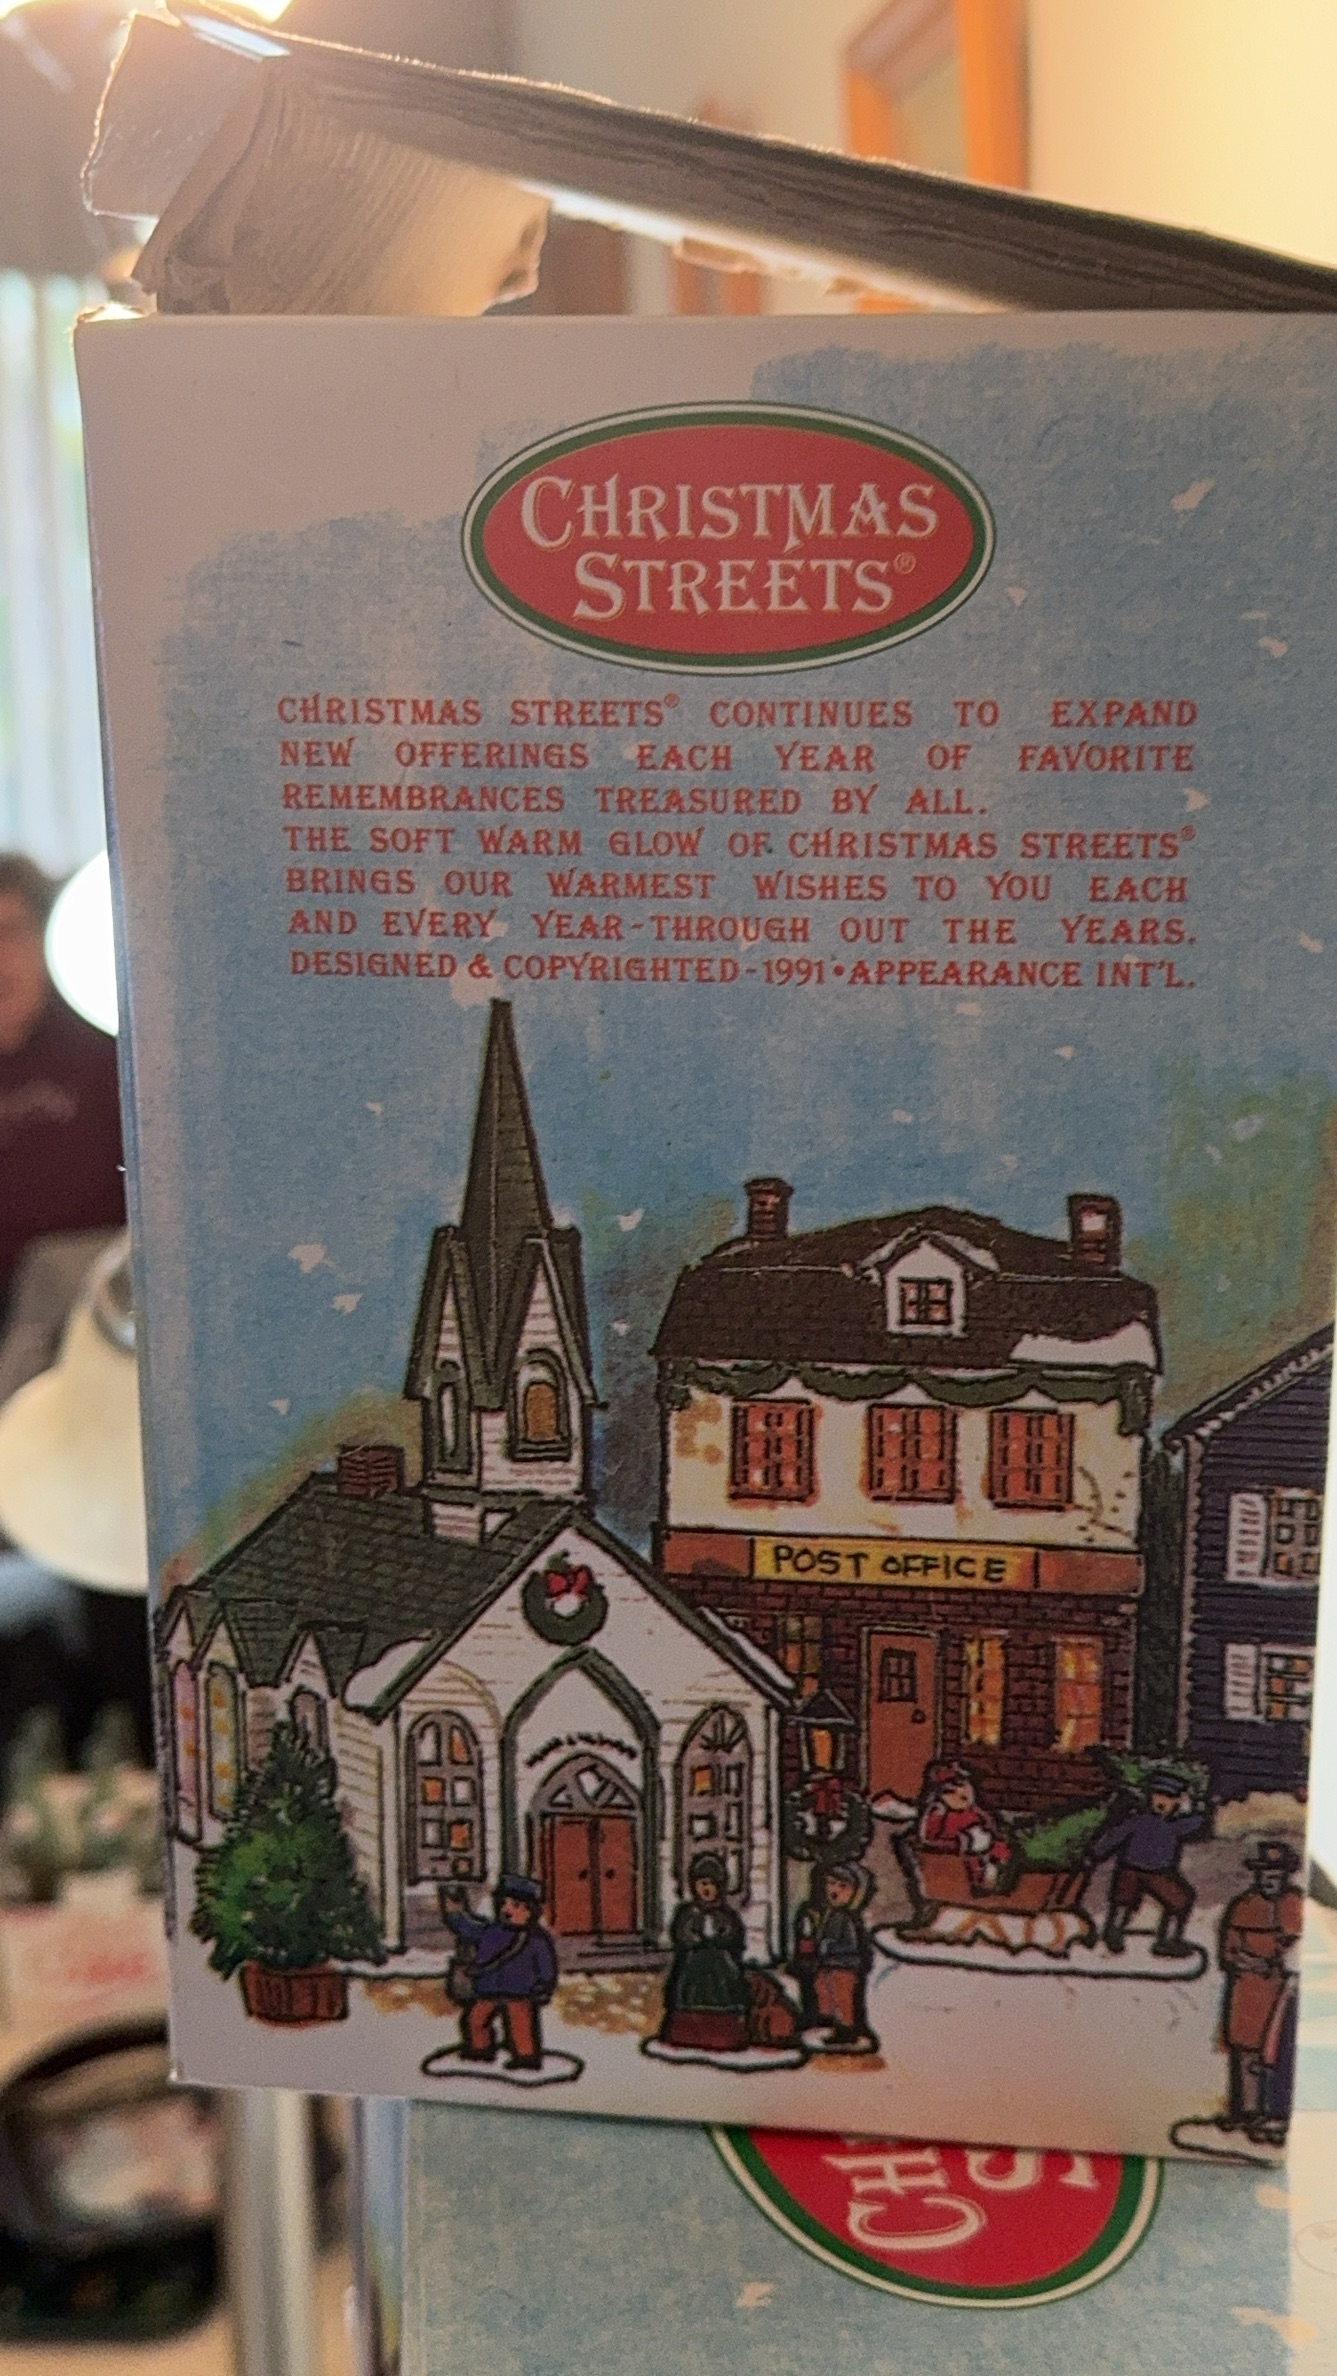 CHRISTMAS
STREETS®
CHRISTMAS STREETS® CONTINUES TO EXPAND
NEW OFFERINGS EACH YEAR OF FAVORITE
REMEMBRANCES TREASURED BY ALL.
THE SOFT WARM GLOW OF CHRISTMAS STREETS®
BRINGS OUR WARMEST WISHES TO YOU EACH
AND EVERY YEAR-THROUGH OUT THE YEARS.
DESIGNED & COPYRIGHTED-1991•APPEARANCE INT'L.
POST OFFICE
CH
S